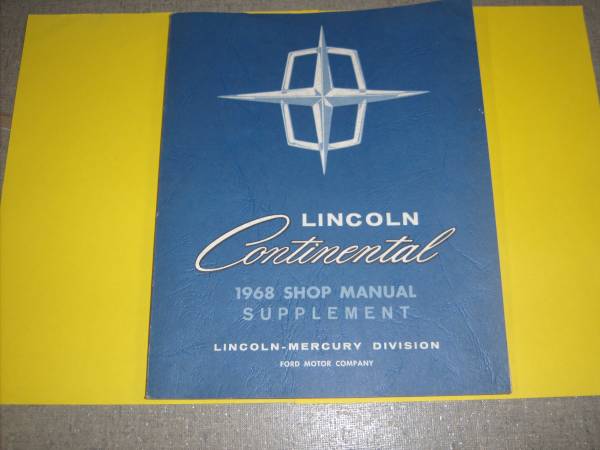 LINCOLN
Continental
1968 SHOP MANUAL
SUPPLEMENT
LINCOLN-MERCURY DIVISION
FORD MOTOR COMPANY